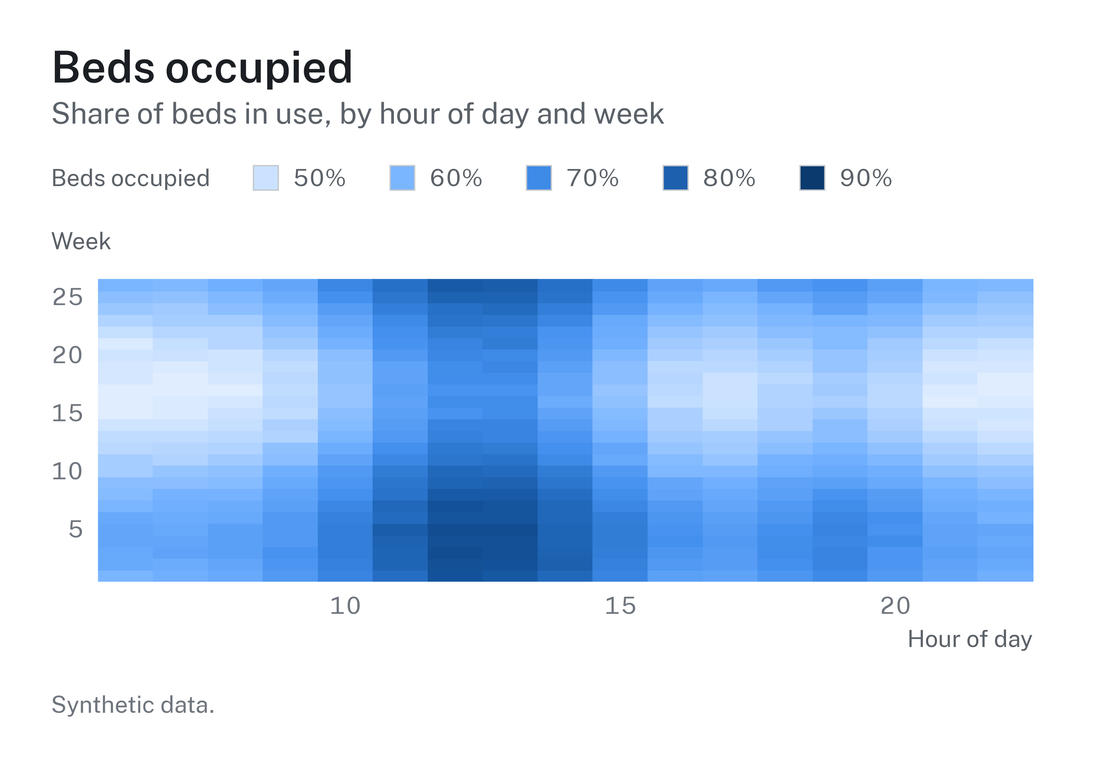 Beds occupied
Share of beds in use, by hour of day and week
Beds occupied 50% 60% 70% 80% 90%
Week
25
20
15
10
5
10 15 20
Hour of day
Synthetic data.